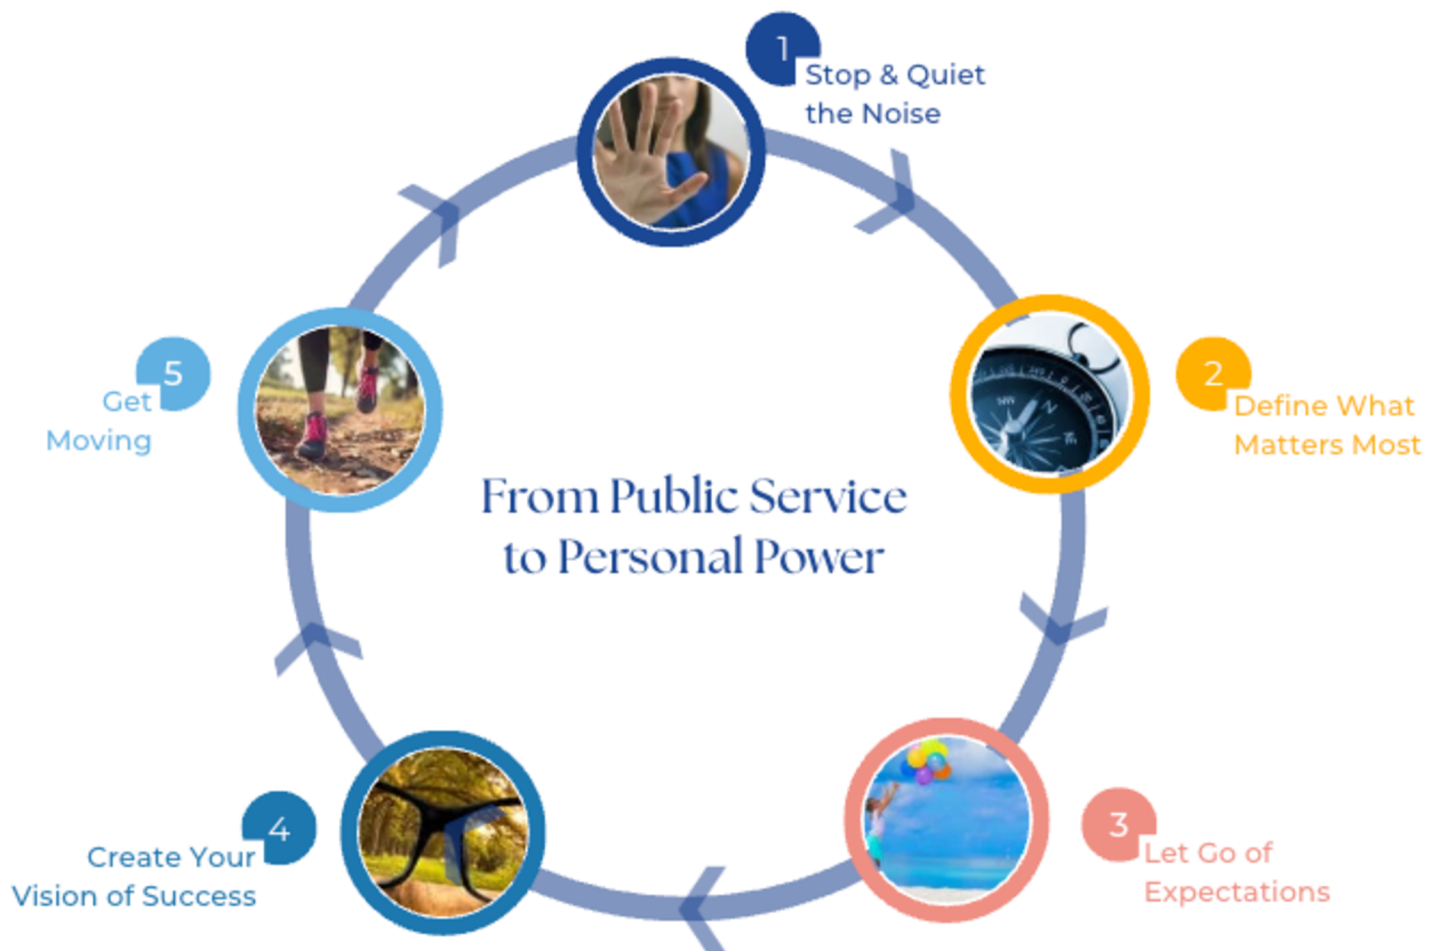 1
Stop & Quiet
the Noise
2
Define What
Matters Most
3
Let Go of
Expectations
4
Create Your
Vision of Success
5
Get
Moving
From Public Service
to Personal Power
N
NW